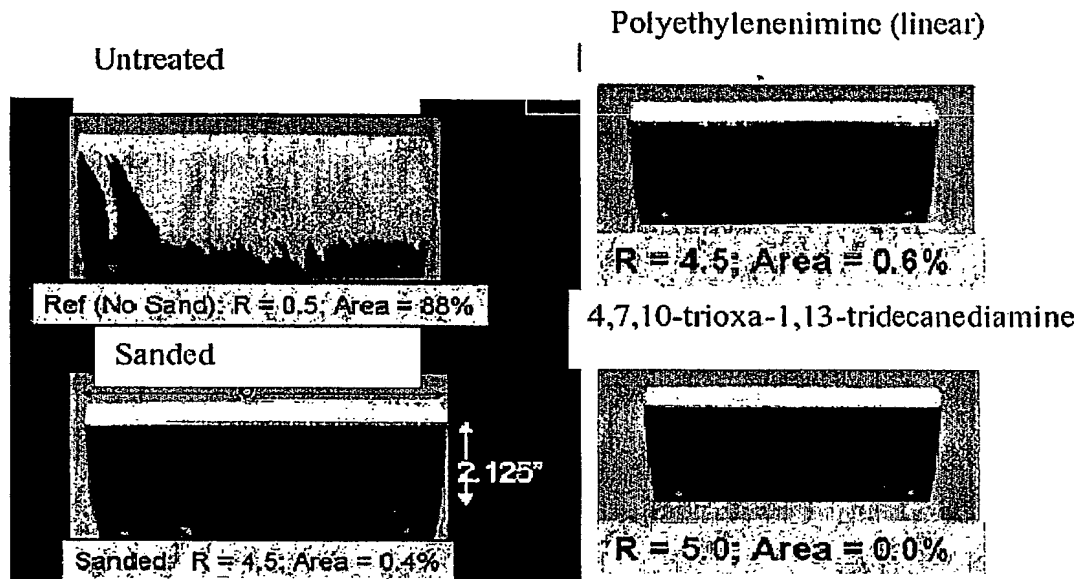 Untreated
Ref (No Sand): R = 0.5; Area = 88%
Sanded
2.125"
Sanded: R = 4.5; Area = 0.4%
Polyethylenenimine (linear)
R = 4.5; Area = 0.6%
4,7,10-trioxa-1,13-tridecanediamine
R = 5.0; Area = 0.0%